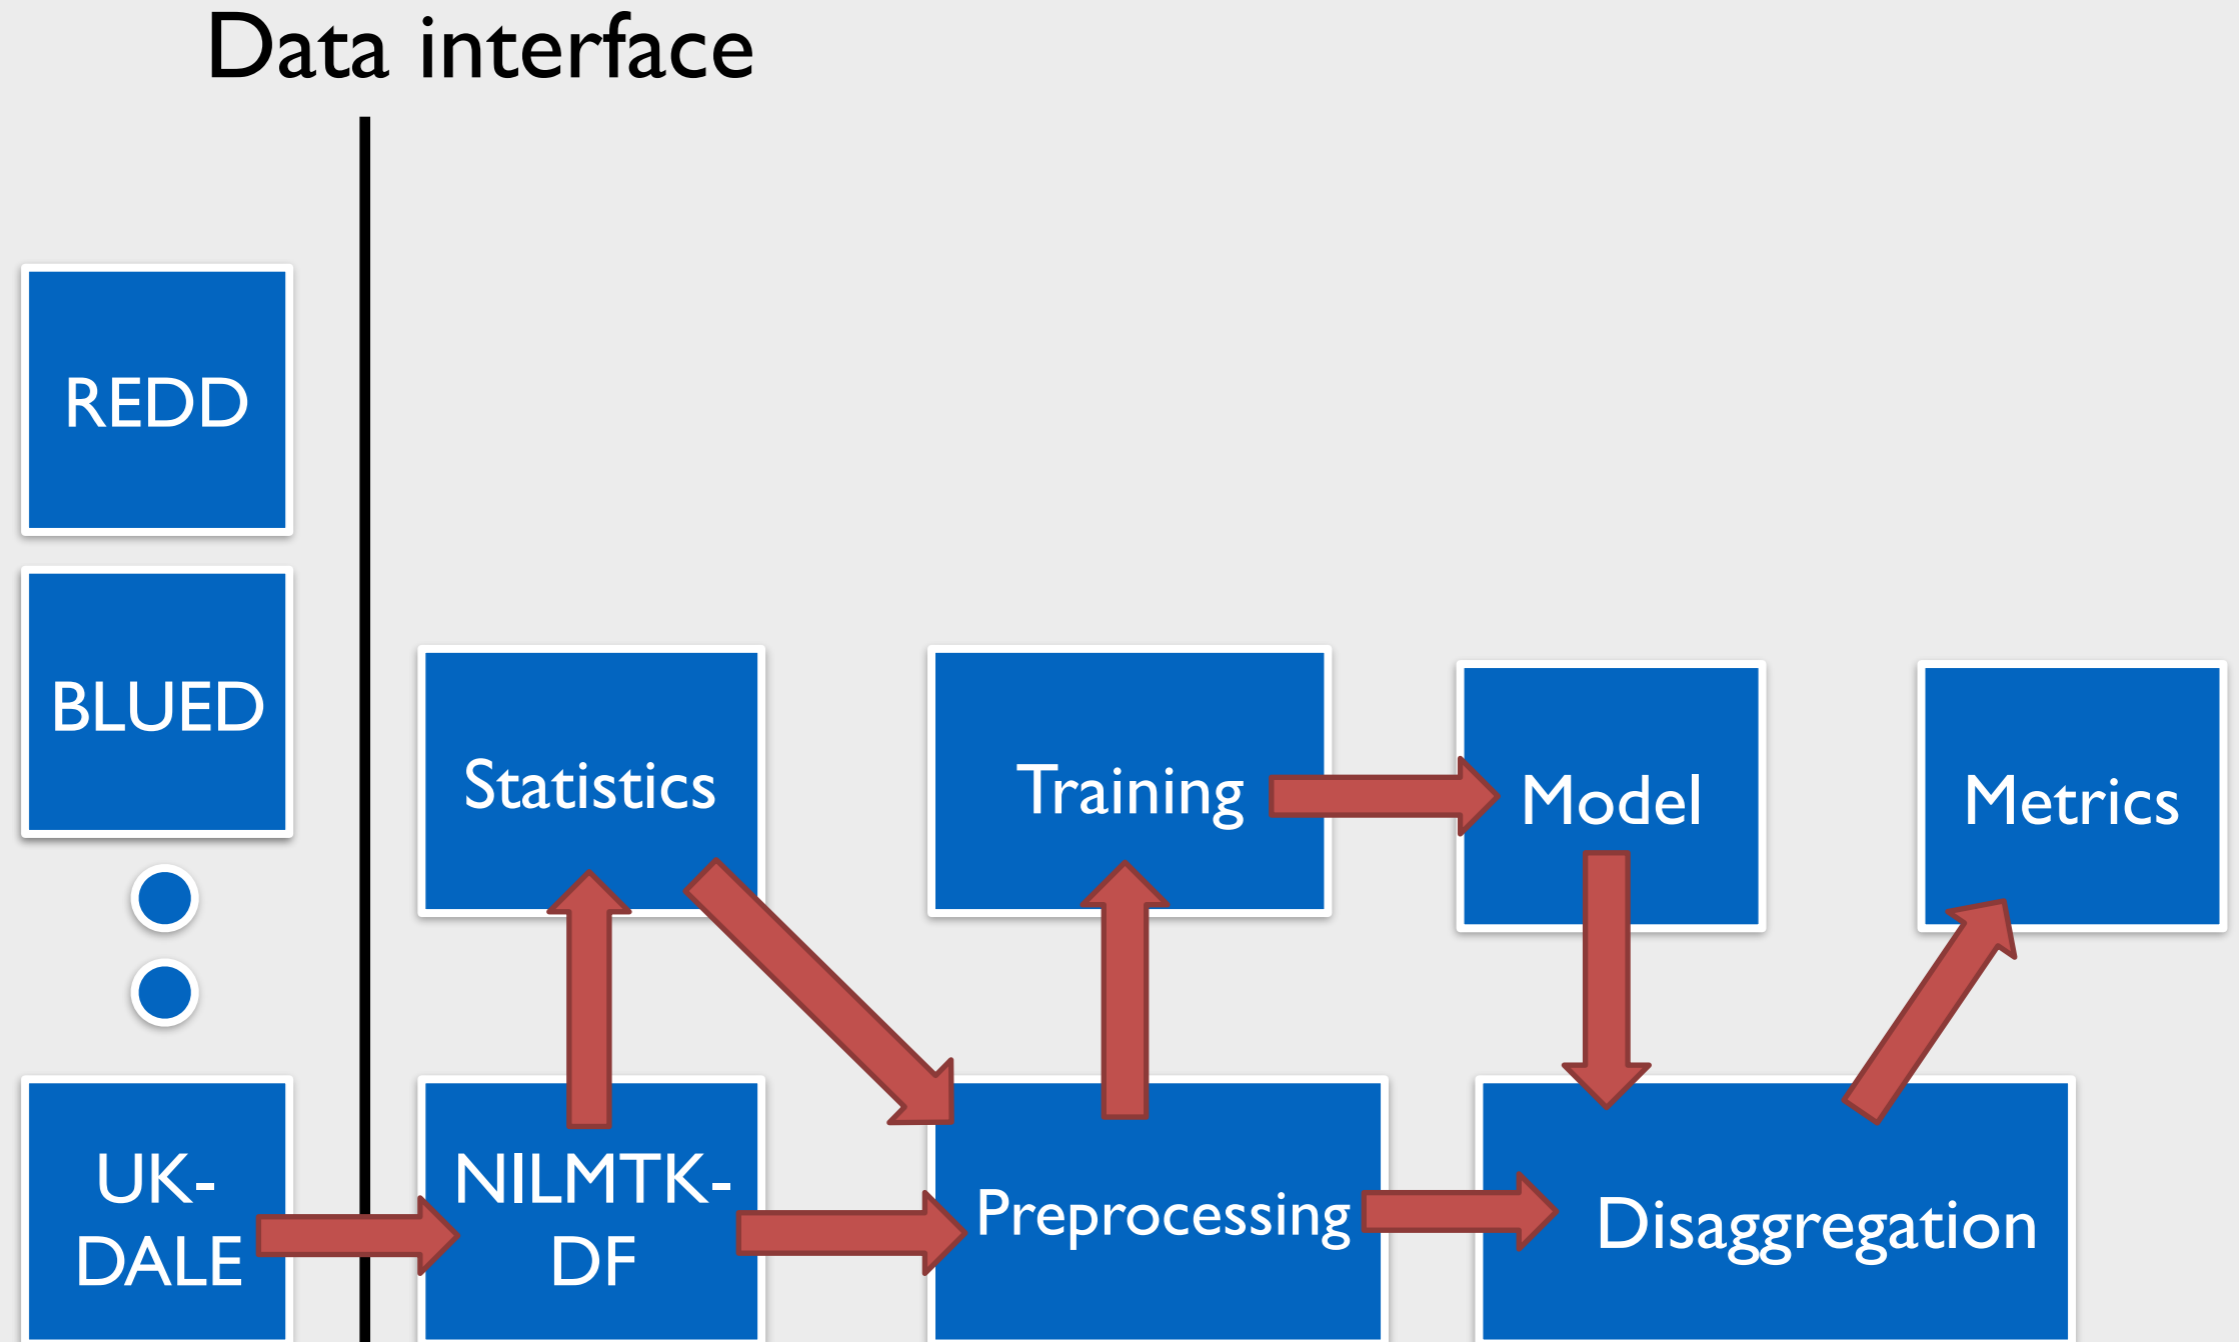 Data interface
REDD
BLUED
Statistics
Training
Model
Metrics
UK-
DALE
NILMTK-
DF
Preprocessing
Disaggregation